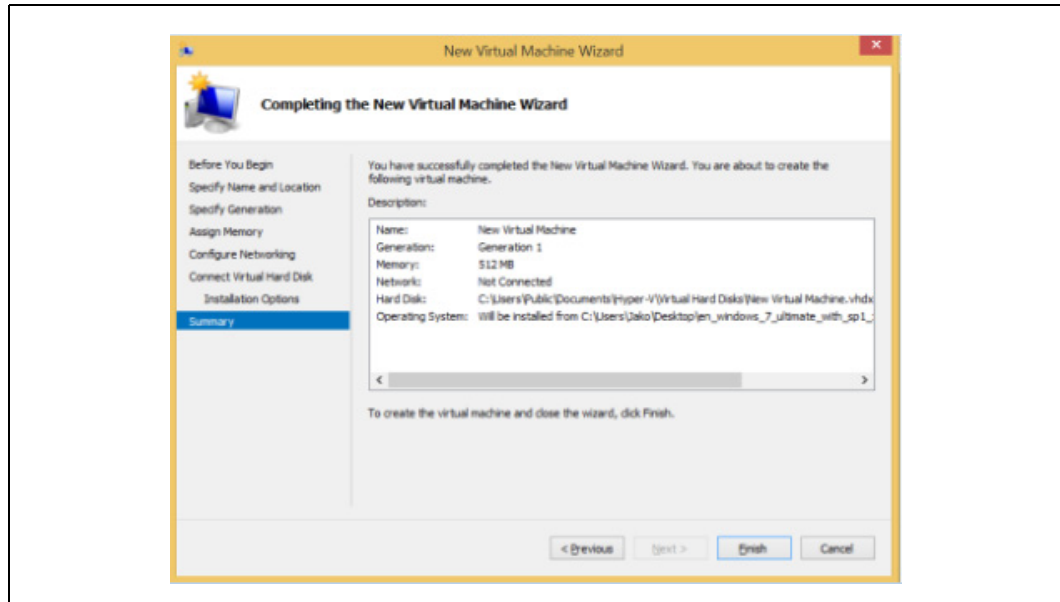 New Virtual Machine Wizard
Completing the New Virtual Machine Wizard
Before You Begin
Specify Name and Location
Specify Generation
Assign Memory
Configure Networking
Connect Virtual Hard Disk
Installation Options
Summary
You have successfully completed the New Virtual Machine Wizard. You are about to create the
following virtual machine.
Description:
Name: New Virtual Machine
Generation: Generation 1
Memory: 512 MB
Network: Not Connected
Hard Disk: C:\Users\Public\Documents\Hyper-V\Virtual Hard Disks\New Virtual Machine.vhdx
Operating System: Will be installed from C:\Users\Jako\Desktop\en_windows_7_ultimate_with_sp1_
To create the virtual machine and close the wizard, click Finish.
< Previous Next > Finish Cancel